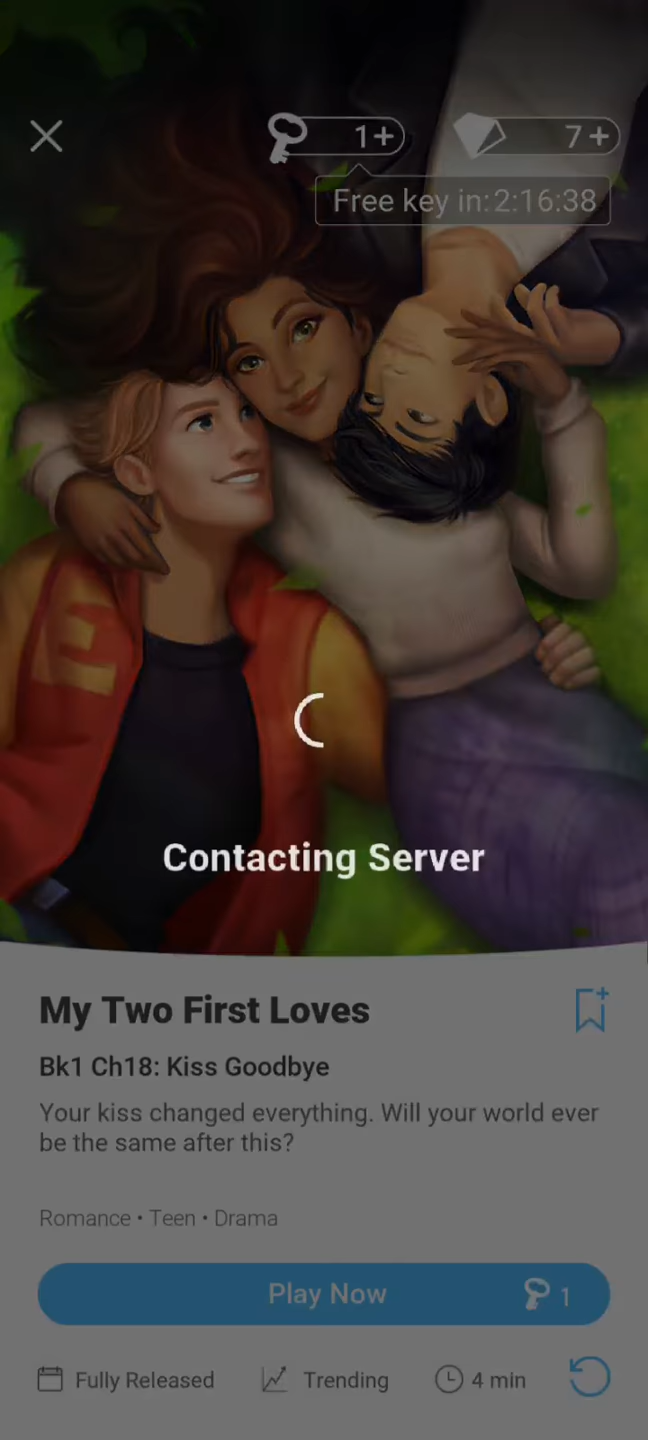 1+
7+
Free key in: 2:16:38
Contacting Server
My Two First Loves
Bk1 Ch18: Kiss Goodbye
Your kiss changed everything. Will your world ever
be the same after this?
Romance • Teen • Drama
Play Now 1
Fully Released Trending 4 min